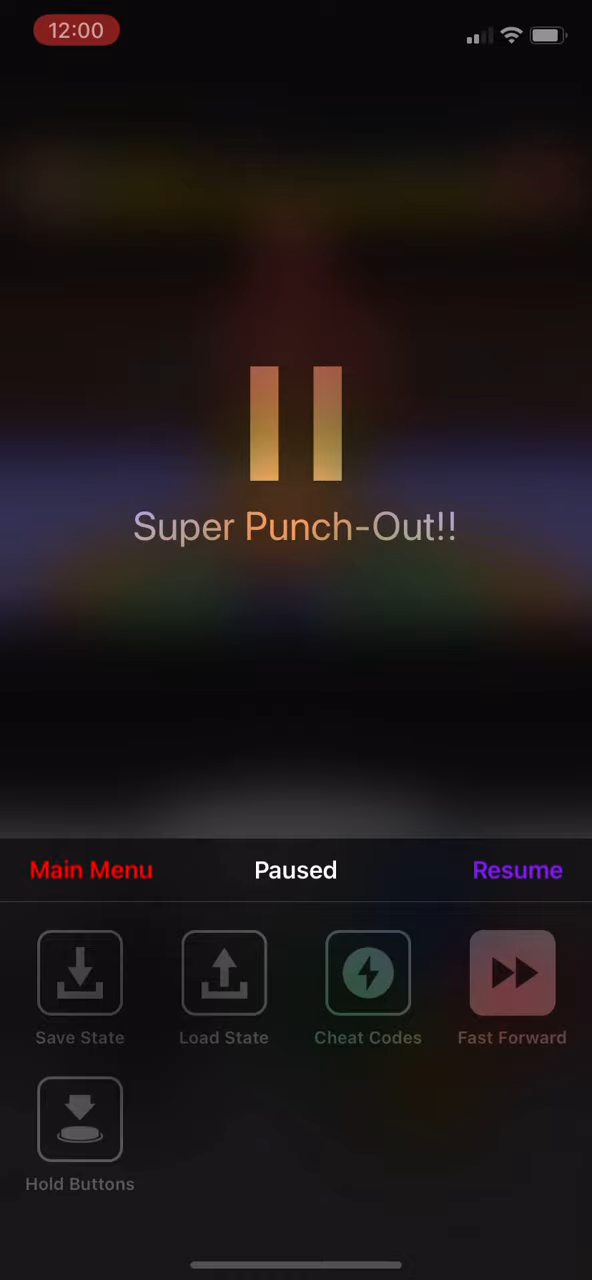 12:00
Super Punch-Out!!
Main Menu
Paused
Resume
Save State
Load State
Cheat Codes
Fast Forward
Hold Buttons